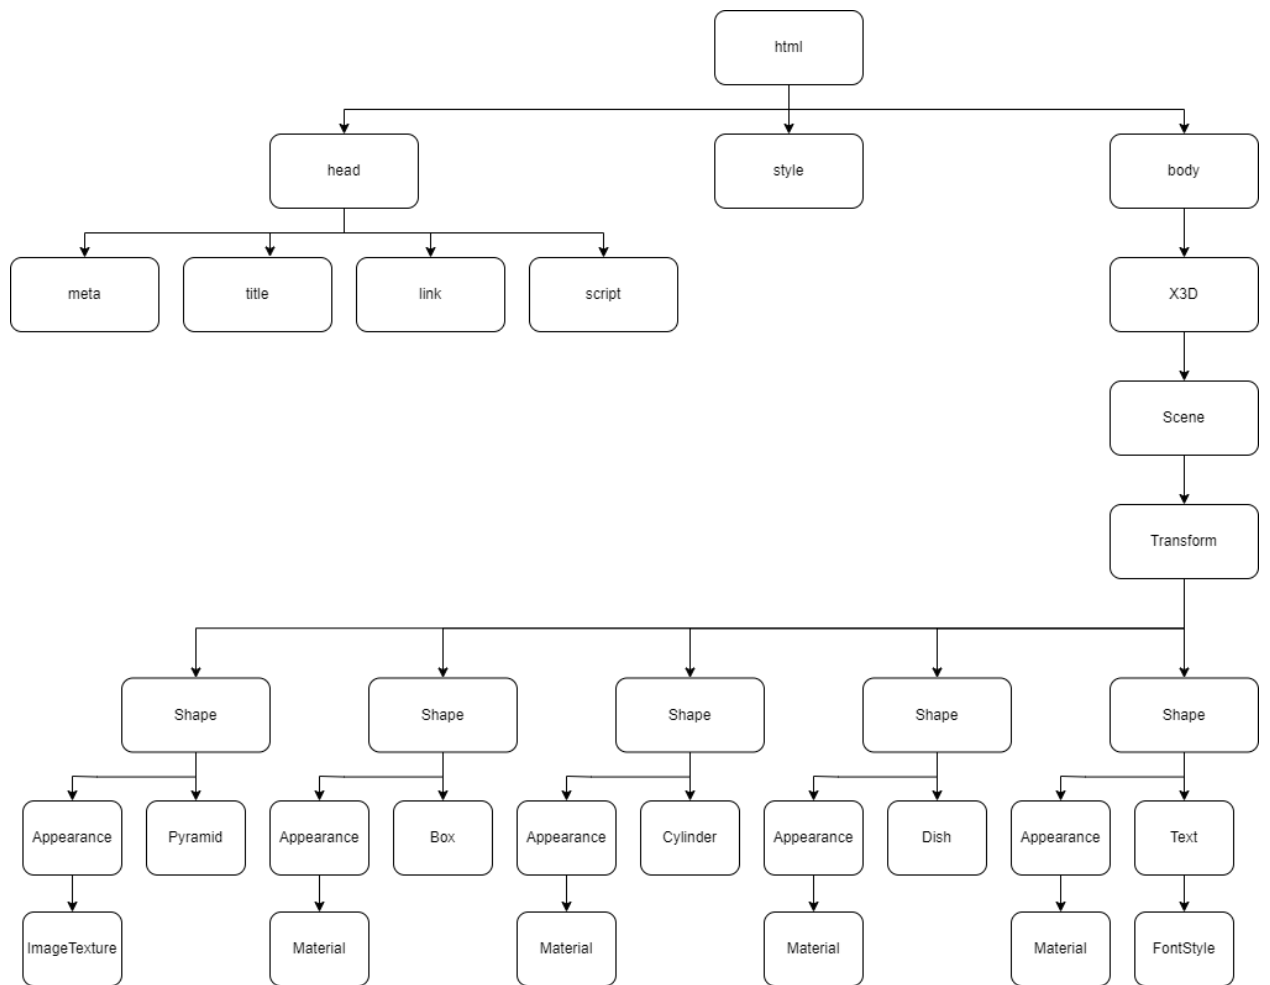 html
head
style
body
meta
title
link
script
X3D
Scene
Transform
Shape
Shape
Shape
Shape
Shape
Appearance
Pyramid
Appearance
Box
Appearance
Cylinder
Appearance
Dish
Appearance
Text
ImageTexture
Material
Material
Material
Material
FontStyle